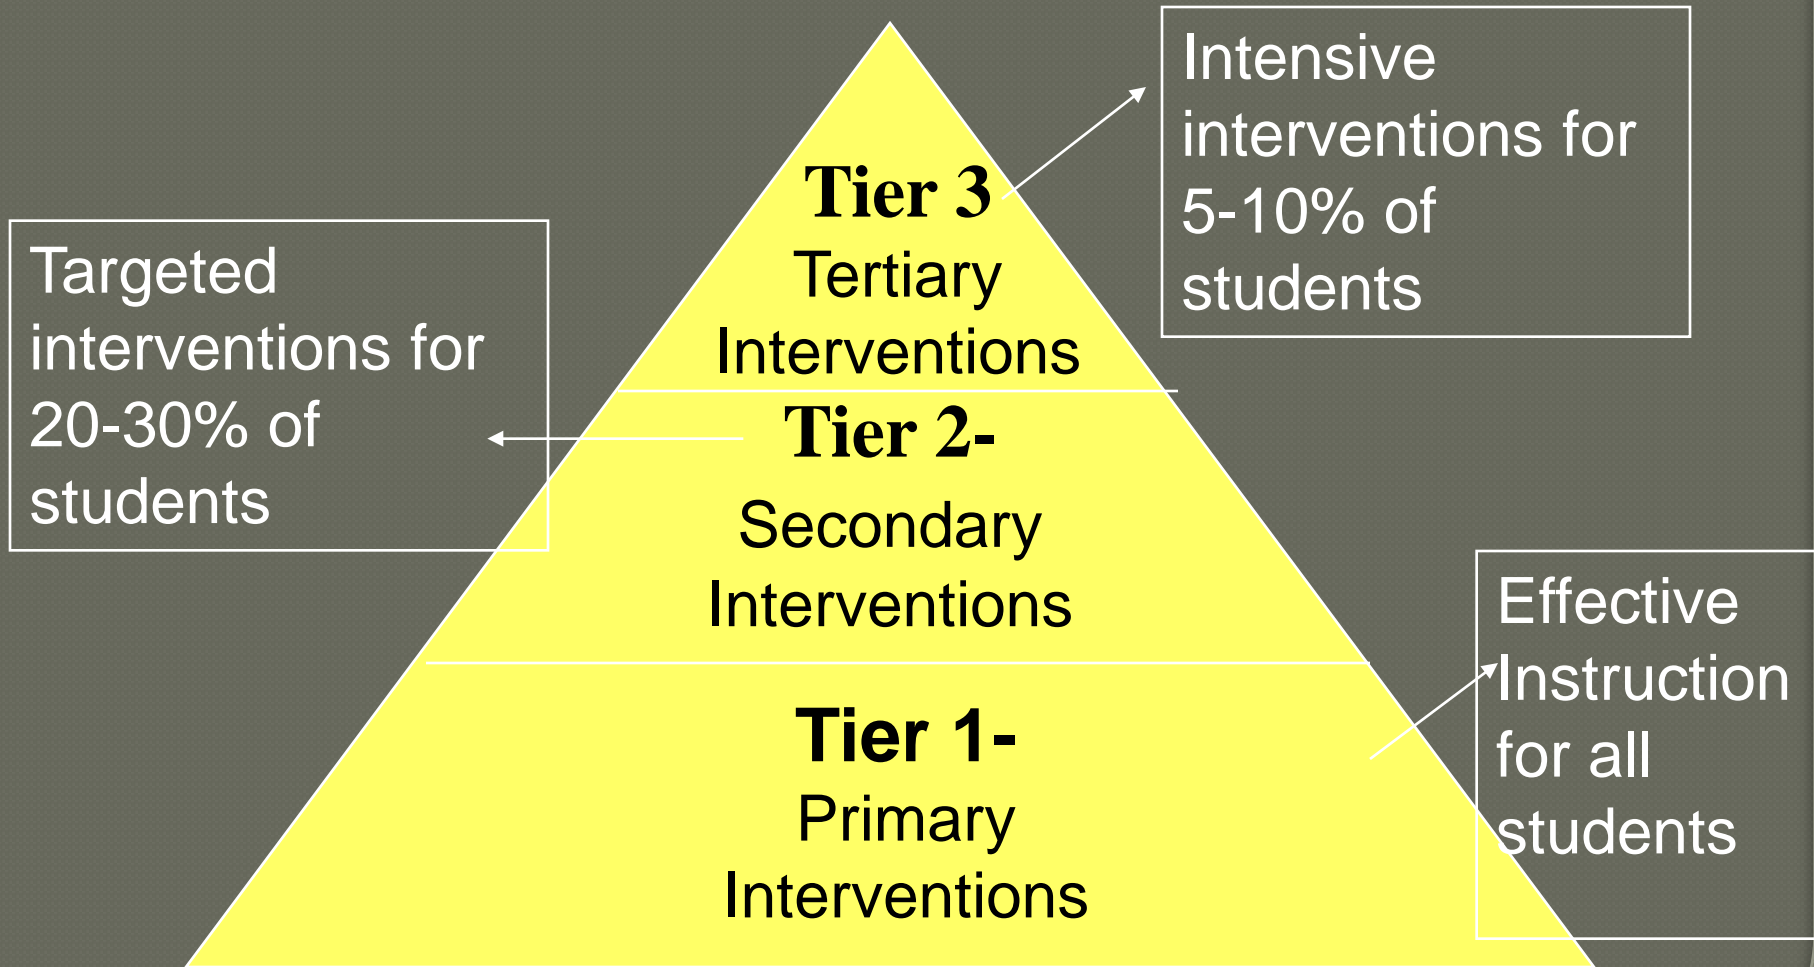 Intensive
interventions for
5-10% of
students
Tier 3
Tertiary
Interventions
Targeted
interventions for
20-30% of
students
Tier 2-
Secondary
Interventions
Effective
Instruction
for all
students
Tier 1-
Primary
Interventions